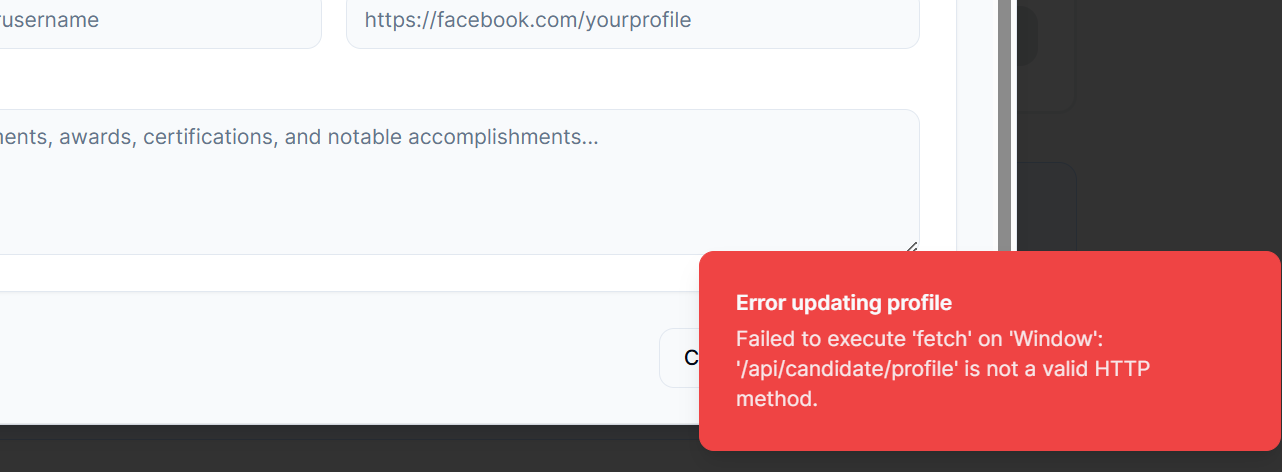 username
https://facebook.com/yourprofile
ments, awards, certifications, and notable accomplishments...
C
Error updating profile
Failed to execute 'fetch' on 'Window':
'/api/candidate/profile' is not a valid HTTP
method.